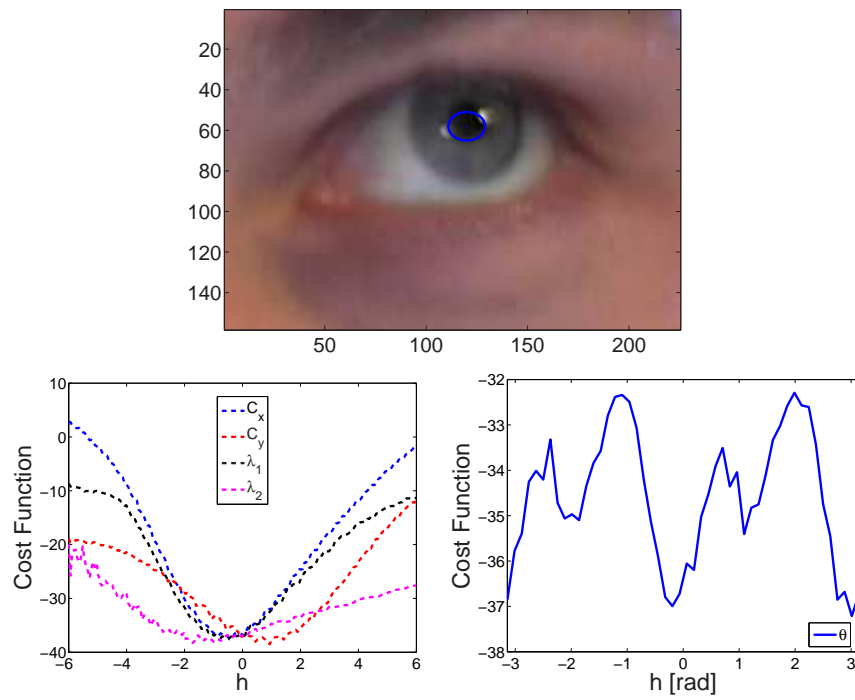 20
40
60
80
100
120
140
50 100 150 200
10
0
−10
−20
−30
−40
−6 −4 −2 0 2 4 6
h
Cost Function
C_x
C_y
λ_1
λ_2
−32
−33
−34
−35
−36
−37
−38
−3 −2 −1 0 1 2 3
h [rad]
Cost Function
θ